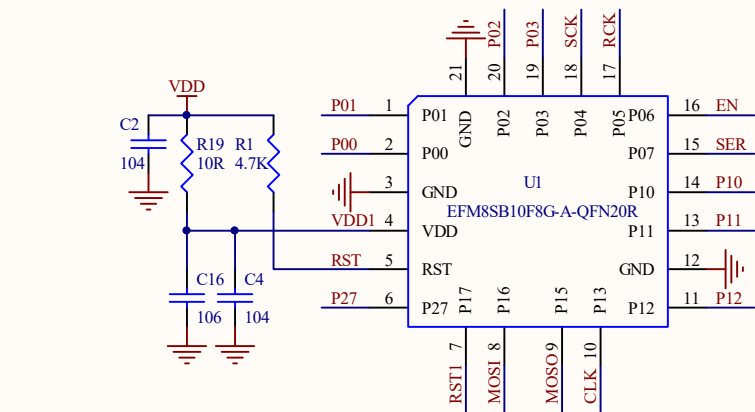 P02
P03
SCK
RCK
21
20
19
18
17
VDD
C2
104
R19
10R
R1
4.7K
P01
1
P01
GND
P02
P03
P04
P05
P06
16
EN
P00
2
P00
P07
15
SER
3
GND
U1
P10
14
P10
EFM8SB10F8G-A-QFN20R
VDD1
4
VDD
P11
13
P11
RST
5
RST
GND
12
C16
106
C4
104
P27
6
P27
P17
P16
P15
P13
P12
11
P12
7
8
9
10
RST1
MOSI
MOSO
CLK